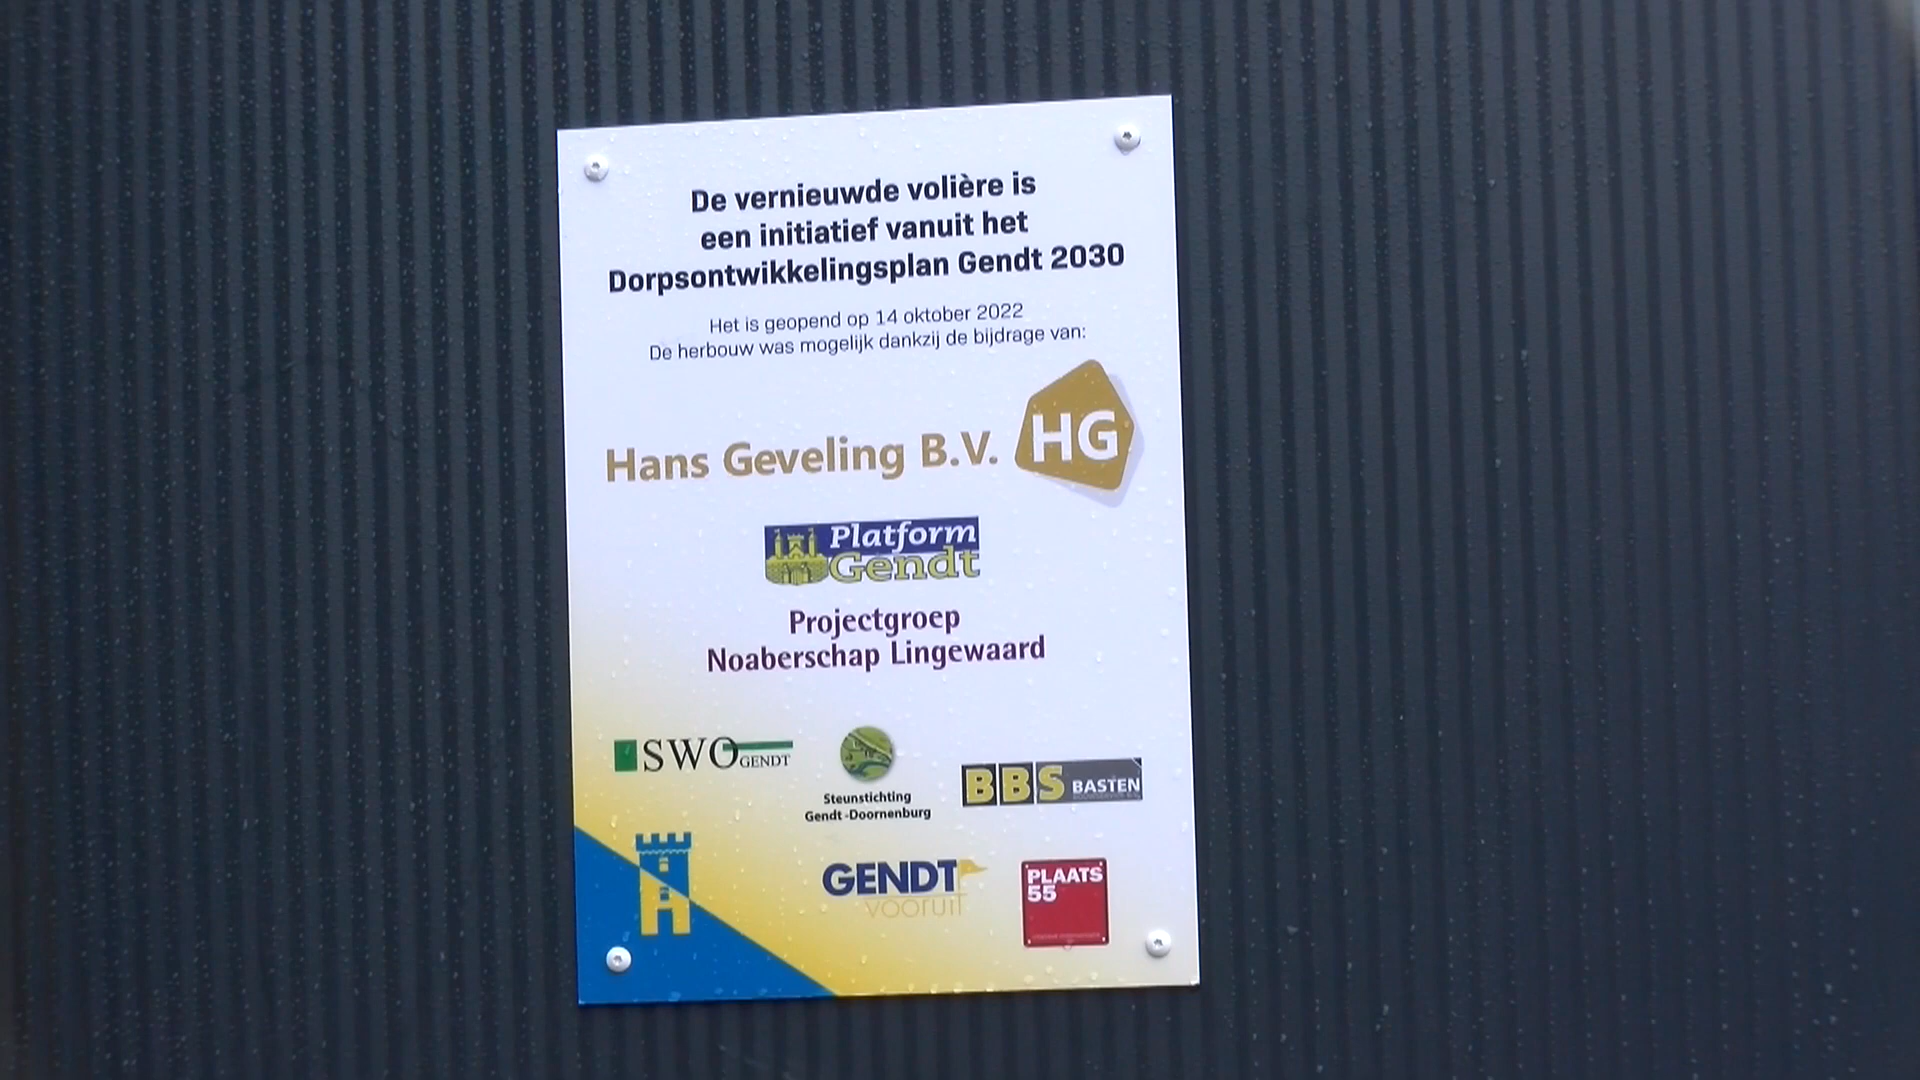 De vernieuwde volière is
een initiatief vanuit het
Dorpsontwikkelingsplan Gendt 2030
Het is geopend op 14 oktober 2022
De herbouw was mogelijk dankzij de bijdrage van:
Hans Geveling B.V. HG
Platform
Gendt
Projectgroep
Noaberschap Lingewaard
SWO GENDT
Steunstichting
Gendt-Doornenburg
BBS BASTEN
GENDT
vooruit
PLAATS
55